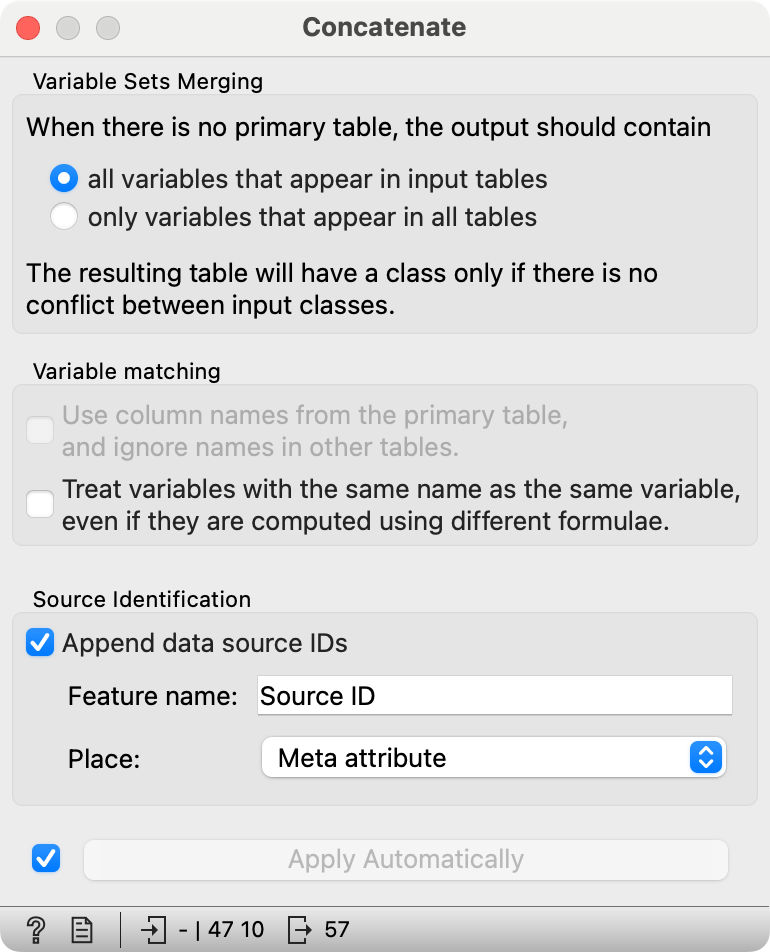 Concatenate
Variable Sets Merging
When there is no primary table, the output should contain
all variables that appear in input tables
only variables that appear in all tables
The resulting table will have a class only if there is no
conflict between input classes.
Variable matching
Use column names from the primary table,
and ignore names in other tables.
Treat variables with the same name as the same variable,
even if they are computed using different formulae.
Source Identification
Append data source IDs
Feature name: Source ID
Place: Meta attribute
Apply Automatically
? - | 47 10 57